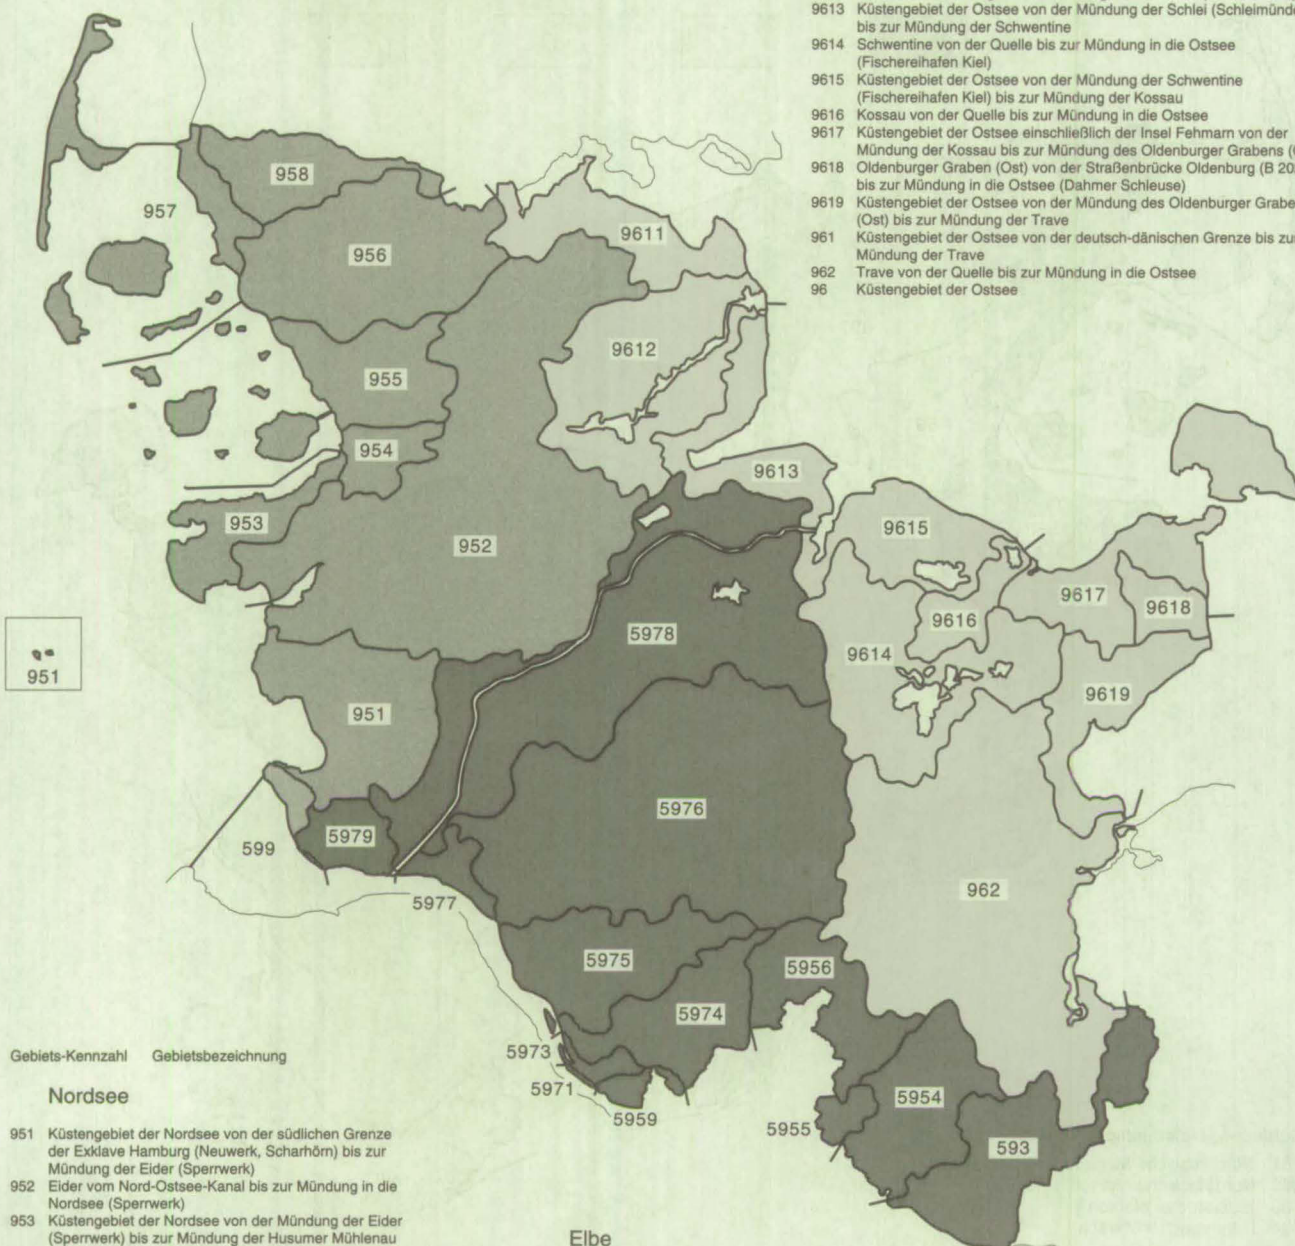 9613 Küstengebiet der Ostsee von der Mündung der Schlei
bis zur Mündung der Schwentine
9614 Schwentine von der Quelle bis zur Mündung in die Ostsee
(Fischereihafen Kiel)
9615 Küstengebiet der Ostsee von der Mündung der Schwentine
(Fischereihafen Kiel) bis zur Mündung der Kossau
9616 Kossau von der Quelle bis zur Mündung in die Ostsee
9617 Küstengebiet der Ostsee einschließlich der Insel Fehmarn von der
Mündung der Kossau bis zur Mündung des Oldenburger Grabens
9618 Oldenburger Graben (Ost) von der Straßenbrücke Oldenburg
bis zur Mündung in die Ostsee (Dahmer Schleuse)
9619 Küstengebiet der Ostsee von der Mündung des Oldenburger
(Ost) bis zur Mündung der Trave
961 Küstengebiet der Ostsee von der deutsch-dänischen Grenze bis
Mündung der Trave
962 Trave von der Quelle bis zur Mündung in die Ostsee
96 Küstengebiet der Ostsee
958
957
956
9611
9612
955
954
953
952
9613
9615
9617
9618
9616
5978
9614
9619
951
951
5976
5979
599
962
5977
5975
5956
5974
5973
5971
5959
5954
5955
593
Gebiets-Kennzahl Gebietsbezeichnung
Nordsee
951 Küstengebiet der Nordsee von der südlichen Grenze
der Exklave Hamburg (Neuwerk, Scharhörn) bis zur
Mündung der Eider (Sperrwerk)
952 Eider vom Nord-Ostsee-Kanal bis zur Mündung in die
Nordsee (Sperrwerk)
953 Küstengebiet der Nordsee von der Mündung der Eider
(Sperrwerk) bis zur Mündung der Husumer Mühlenau
Elbe